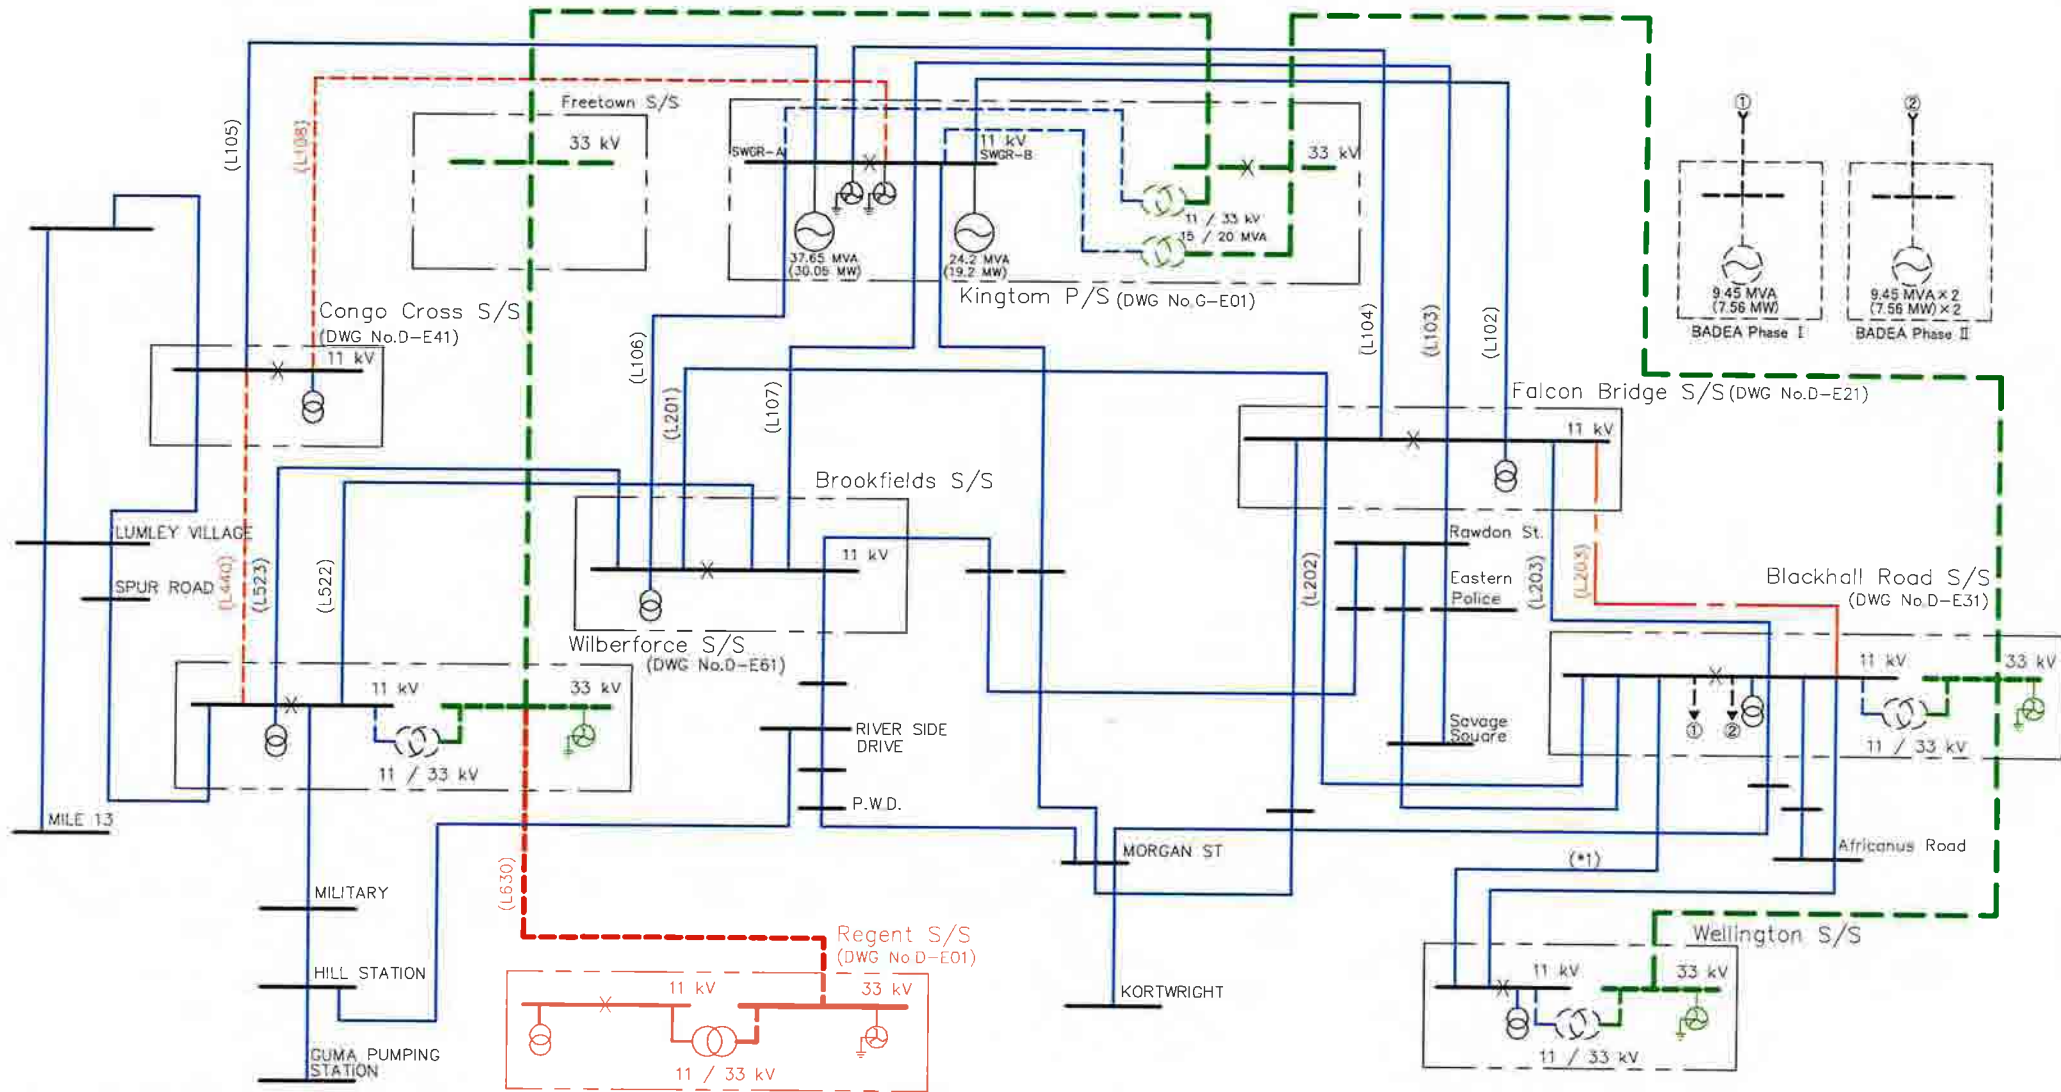 Freetown S/S
33 kV
(L105)
(L108)
SWGR-A
11 kV
SWGR-B
33 kV
11 / 33 kV
15 / 20 MVA
37.65 MVA
(30.05 MW)
24.2 MVA
(19.2 MW)
Kingtom P/S (DWG No.G-E01)
①
②
9.45 MVA
(7.56 MW)
BADEA Phase I
9.45 MVA×2
(7.56 MW)×2
BADEA Phase II
Congo Cross S/S
(DWG No.D-E41)
11 kV
(L106)
(L201)
(L107)
(L104)
(L103)
(L102)
Falcon Bridge S/S (DWG No.D-E21)
11 kV
Brookfields S/S
11 kV
LUMLEY VILLAGE
SPUR ROAD
(L440)
(L523)
(L522)
Rawdon St.
Eastern
Police
(L202)
(L203)
(L203)
Blackhall Road S/S
(DWG No.D-E31)
11 kV
33 kV
①
②
11 / 33 kV
Wilberforce S/S
(DWG No.D-E61)
11 kV
33 kV
11 / 33 kV
Savage
Square
RIVER SIDE
DRIVE
P.W.D.
MILE 13
MORGAN ST
(*1)
Africanus Road
MILITARY
(L630)
Regent S/S
(DWG No D-E01)
11 kV
33 kV
11 / 33 kV
Wellington S/S
11 kV
33 kV
11 / 33 kV
HILL STATION
KORTWRIGHT
GUMA PUMPING
STATION